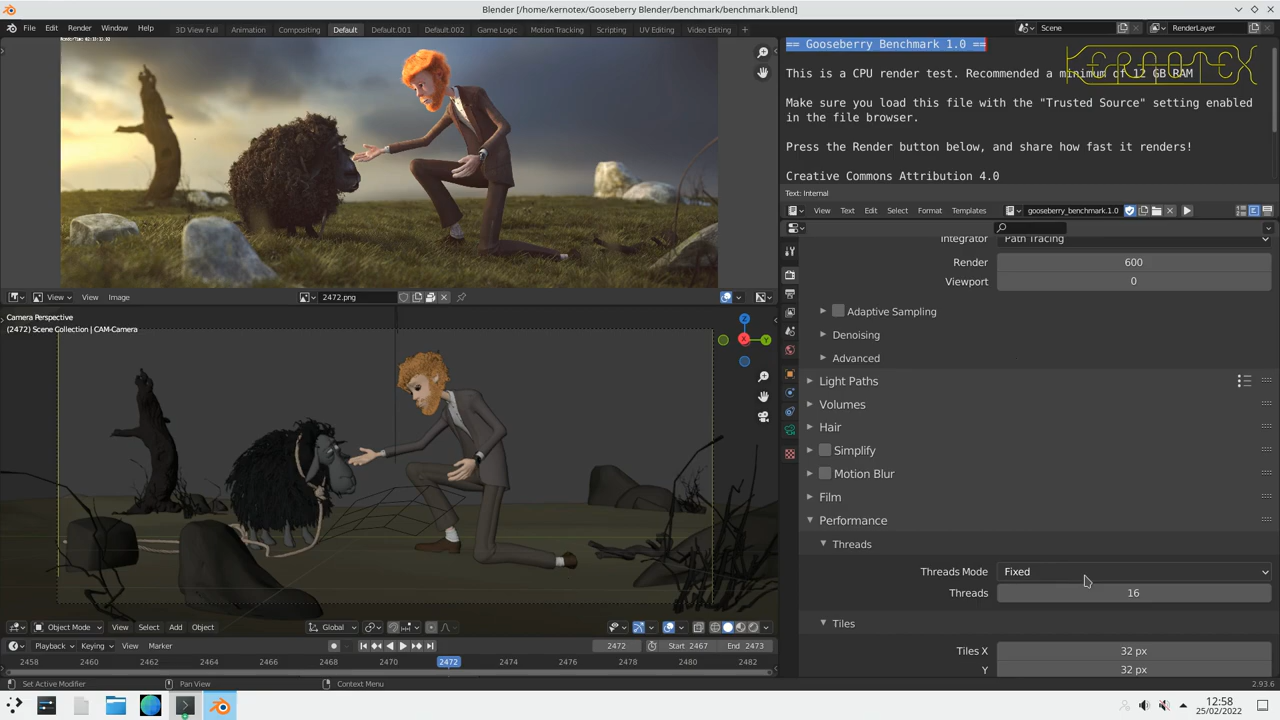 Blender [/home/kernotex/Gooseberry Blender/benchmark/benchmark.blend]
File Edit Render Window Help
3D View Full Animation Compositing Default Default.001 Default.002 Game Logic Motion Tracking Scripting UV Editing Video Editing +
Scene
RenderLayer
== Gooseberry Benchmark 1.0 ==
KERNOTEX
This is a CPU render test. Recommended a minimum of 12 GB RAM
Make sure you load this file with the "Trusted Source" setting enabled
in the file browser.
Press the Render button below, and share how fast it renders!
Creative Commons Attribution 4.0
Text: Internal
View Text Edit Select Format Templates
gooseberry_benchmark.1.0
Integrator Path Tracing
Render 600
Viewport 0
Adaptive Sampling
Denoising
Advanced
Light Paths
Volumes
Hair
Simplify
Motion Blur
Film
Performance
Threads
Threads Mode Fixed
Threads 16
Tiles
Tiles X 32 px
Y 32 px
View View Image
2472.png
Camera Perspective
(2472) Scene Collection | CAM-Camera
Z
X
Y
Object Mode View Select Add Object
Global
Playback Keying View Marker
2472
Start 2467
End 2473
2458 2460 2462 2464 2466 2468 2470 2472 2474 2476 2478 2480 2482
Set Active Modifier
Pan View
Context Menu
2.93.6
12:58
25/02/2022